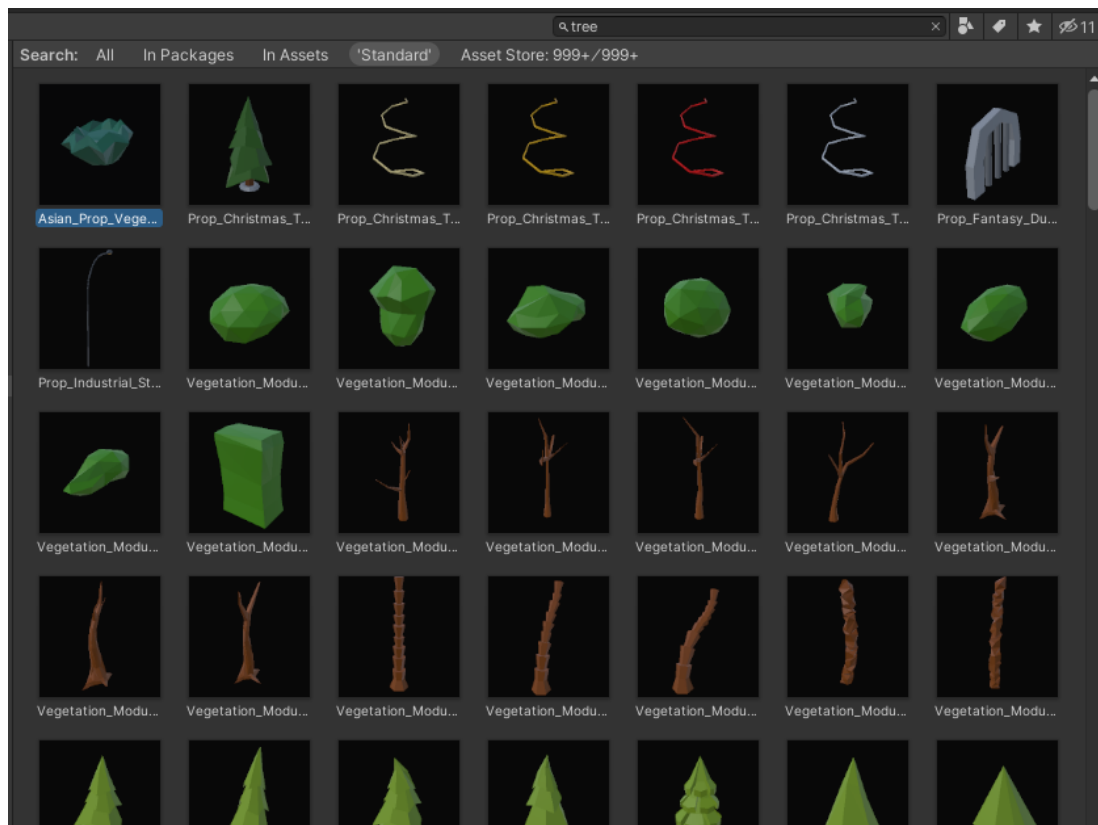 tree
11
Search: All In Packages In Assets 'Standard' Asset Store: 999+/999+
Asian_Prop_Vege... Prop_Christmas_T... Prop_Christmas_T... Prop_Christmas_T... Prop_Christmas_T... Prop_Christmas_T... Prop_Fantasy_Du...
Prop_Industrial_St... Vegetation_Modu... Vegetation_Modu... Vegetation_Modu... Vegetation_Modu... Vegetation_Modu... Vegetation_Modu...
Vegetation_Modu... Vegetation_Modu... Vegetation_Modu... Vegetation_Modu... Vegetation_Modu... Vegetation_Modu... Vegetation_Modu...
Vegetation_Modu... Vegetation_Modu... Vegetation_Modu... Vegetation_Modu... Vegetation_Modu... Vegetation_Modu... Vegetation_Modu...